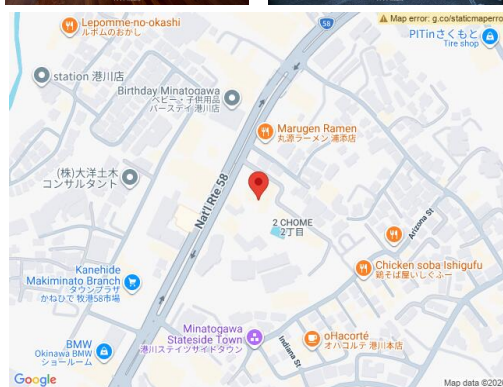 Map error: g.co/staticmaperro
Lepomme-no-okashi
ルポムのおかし
58
PITinさくもと
Tire shop
station 港川店
Birthday Minatogawa
ベビー・子供用品
バースデイ 港川店
Marugen Ramen
丸源ラーメン 浦添店
(株)大洋土木
コンサルタント
Nat'l Rte 58
2 CHOME
2丁目
Arizona St
Kanehide
Makiminato Branch
タウンプラザ
かねひで 牧港58市場
Chicken soba Ishigufu
鶏そば屋いしぐふー
BMW
Okinawa BMW
ショールーム
Minatogawa
Stateside Town
港川ステイツサイドタウン
Indiana St
oHacorté
オハコルテ 港川本店
Google
Map data ©202